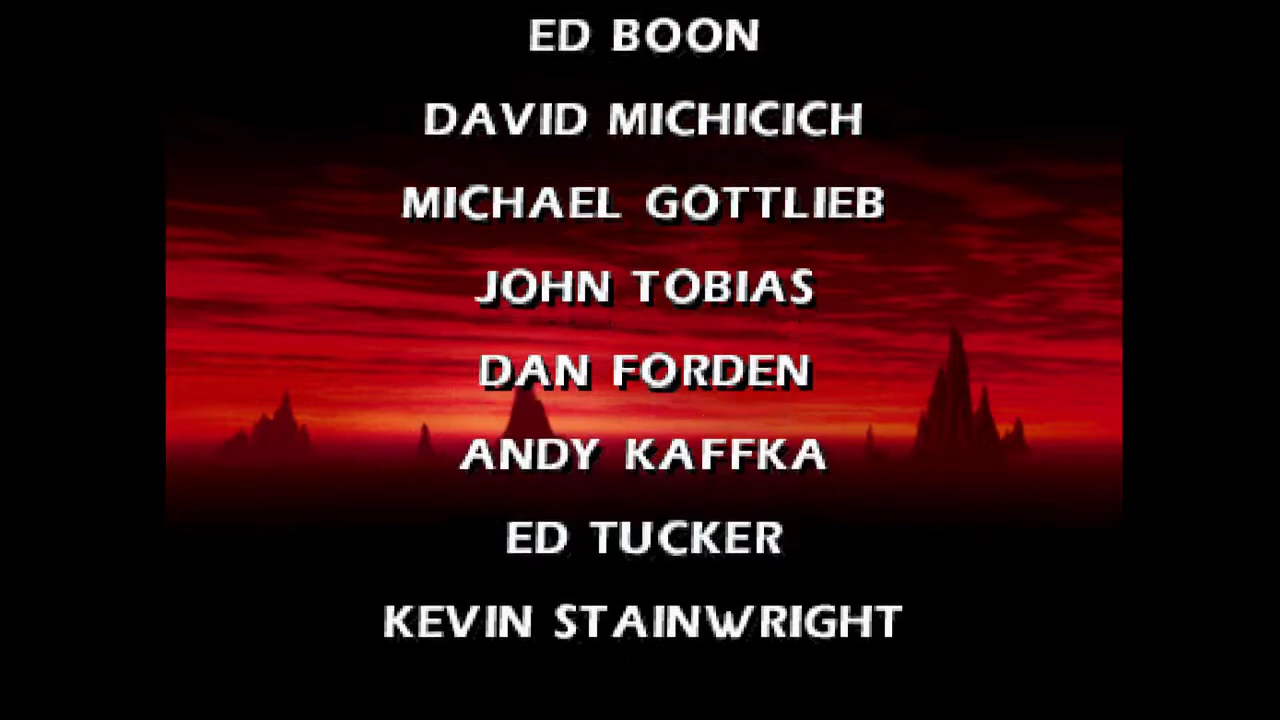 ED BOON
DAVID MICHICICH
MICHAEL GOTTLIEB
JOHN TOBIAS
DAN FORDEN
ANDY KAFFKA
ED TUCKER
KEVIN STAINWRIGHT